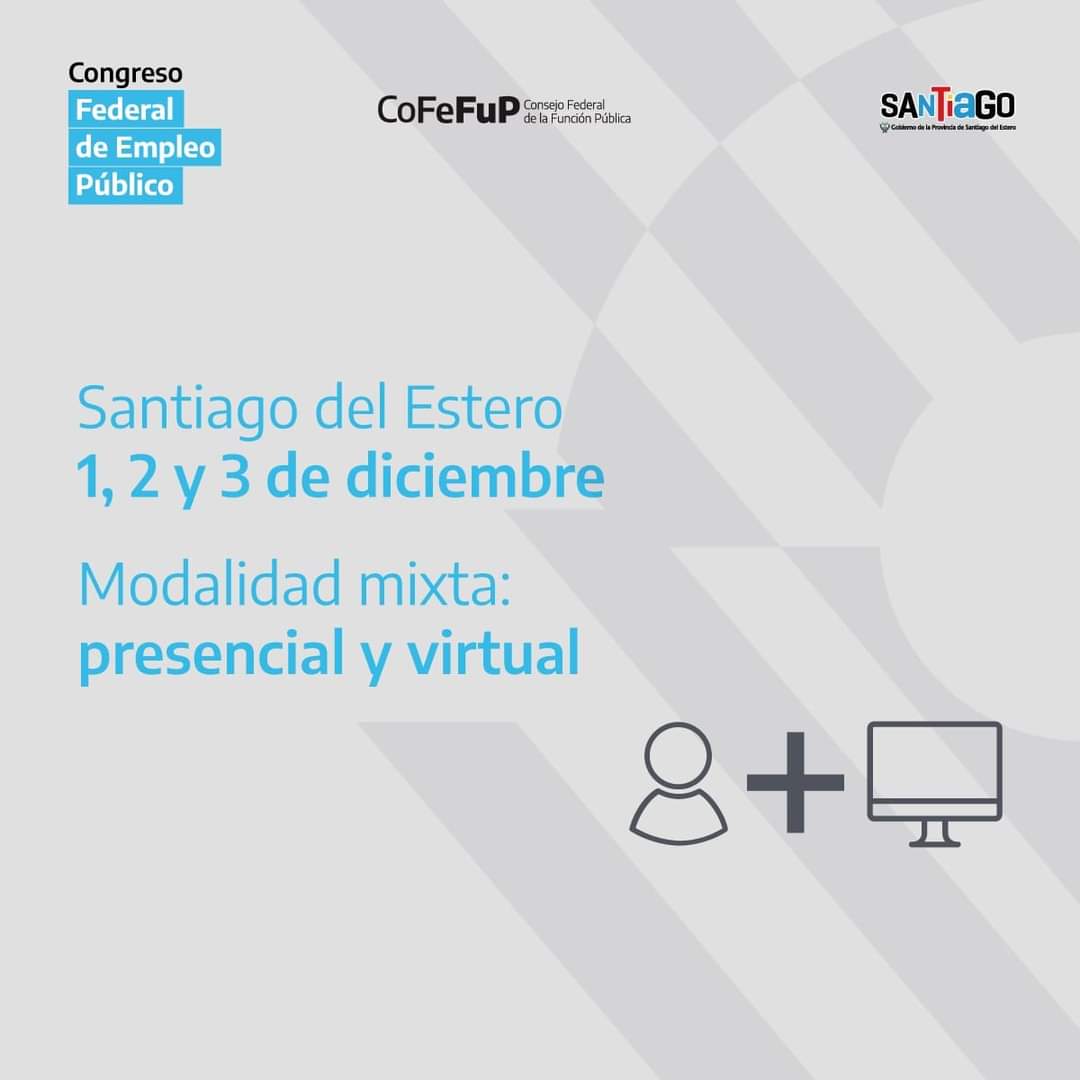 Congreso
Federal
de Empleo
Público
CoFeFuP
Consejo Federal
de la Función Pública
SANTiaGO
Gobierno de la Provincia de Santiago del Estero
Santiago del Estero
1, 2 y 3 de diciembre
Modalidad mixta:
presencial y virtual